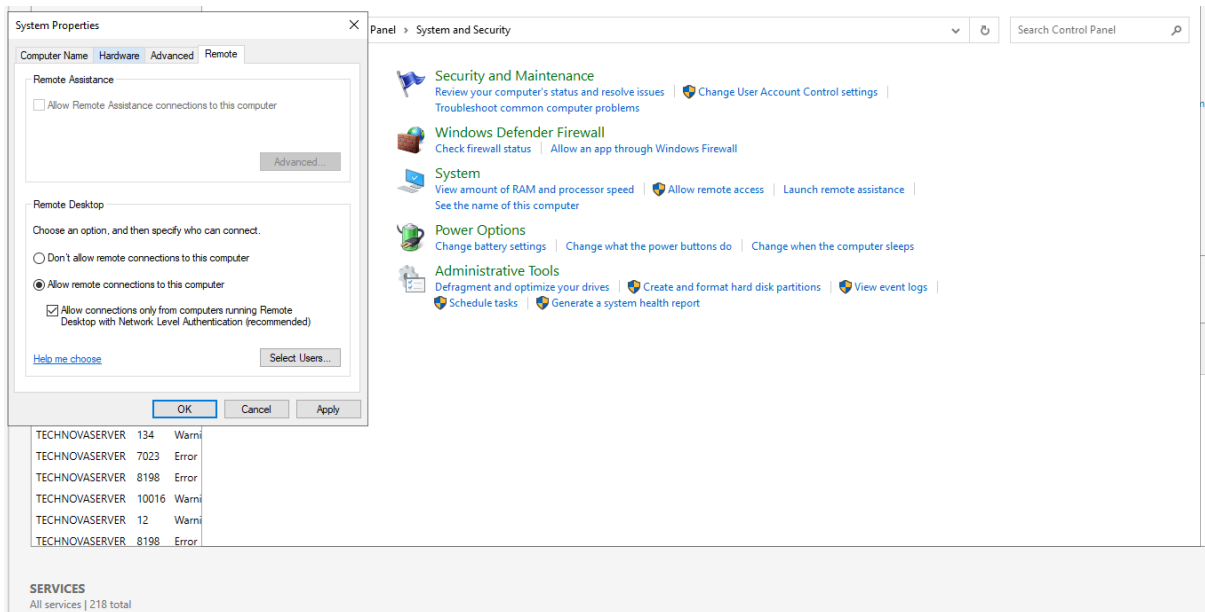 System Properties
Computer Name Hardware Advanced Remote
Remote Assistance
Allow Remote Assistance connections to this computer
Advanced...
Remote Desktop
Choose an option, and then specify who can connect.
Don't allow remote connections to this computer
Allow remote connections to this computer
Allow connections only from computers running Remote
Desktop with Network Level Authentication (recommended)
Help me choose
Select Users...
OK Cancel Apply
Panel › System and Security
Search Control Panel
Security and Maintenance
Review your computer's status and resolve issues Change User Account Control settings
Troubleshoot common computer problems
Windows Defender Firewall
Check firewall status Allow an app through Windows Firewall
System
View amount of RAM and processor speed Allow remote access Launch remote assistance
See the name of this computer
Power Options
Change battery settings Change what the power buttons do Change when the computer sleeps
Administrative Tools
Defragment and optimize your drives Create and format hard disk partitions View event logs
Schedule tasks Generate a system health report
TECHNOVASERVER 134 Warni
TECHNOVASERVER 7023 Error
TECHNOVASERVER 8198 Error
TECHNOVASERVER 10016 Warni
TECHNOVASERVER 12 Warni
TECHNOVASERVER 8198 Error
SERVICES
All services | 218 total